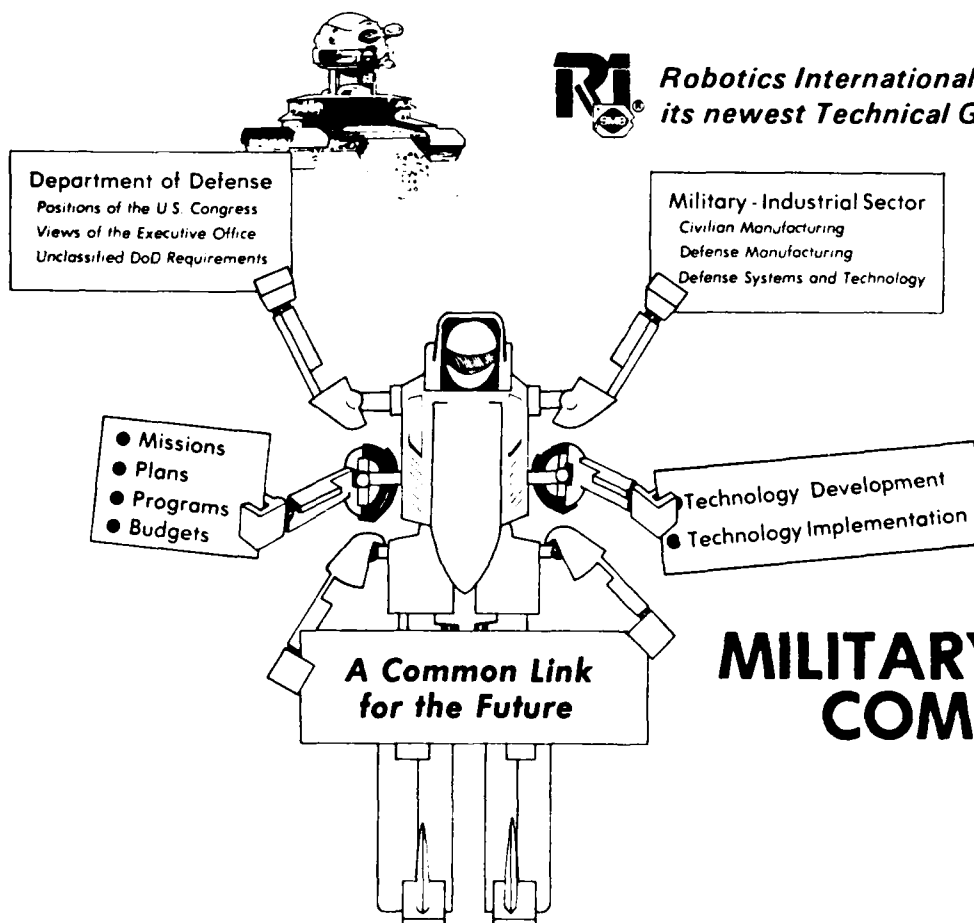 RI
SME
®
Robotics International
its newest Technical G
Department of Defense
Positions of the U.S. Congress
Views of the Executive Office
Unclassified DoD Requirements
Military - Industrial Sector
Civilian Manufacturing
Defense Manufacturing
Defense Systems and Technology
● Missions
● Plans
● Programs
● Budgets
● Technology Development
● Technology Implementation
A Common Link
for the Future
MILITARY
COM